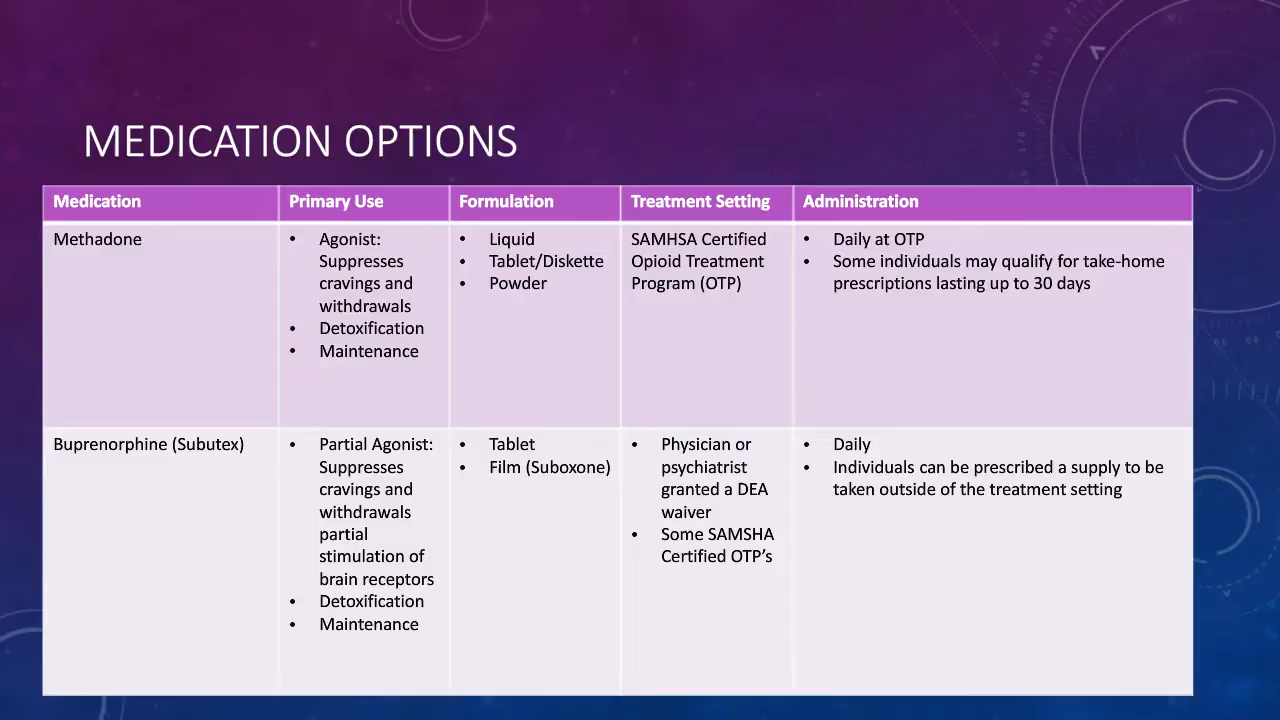 MEDICATION OPTIONS
Medication
Primary Use
Formulation
Treatment Setting
Administration
Methadone
• Agonist:
Suppresses
cravings and
withdrawals
• Detoxification
• Maintenance
• Liquid
• Tablet/Diskette
• Powder
SAMHSA Certified
Opioid Treatment
Program (OTP)
• Daily at OTP
• Some individuals may qualify for take-home
prescriptions lasting up to 30 days
Buprenorphine (Subutex)
• Partial Agonist:
Suppresses
cravings and
withdrawals
partial
stimulation of
brain receptors
• Detoxification
• Maintenance
• Tablet
• Film (Suboxone)
• Physician or
psychiatrist
granted a DEA
waiver
• Some SAMSHA
Certified OTP's
• Daily
• Individuals can be prescribed a supply to be
taken outside of the treatment setting